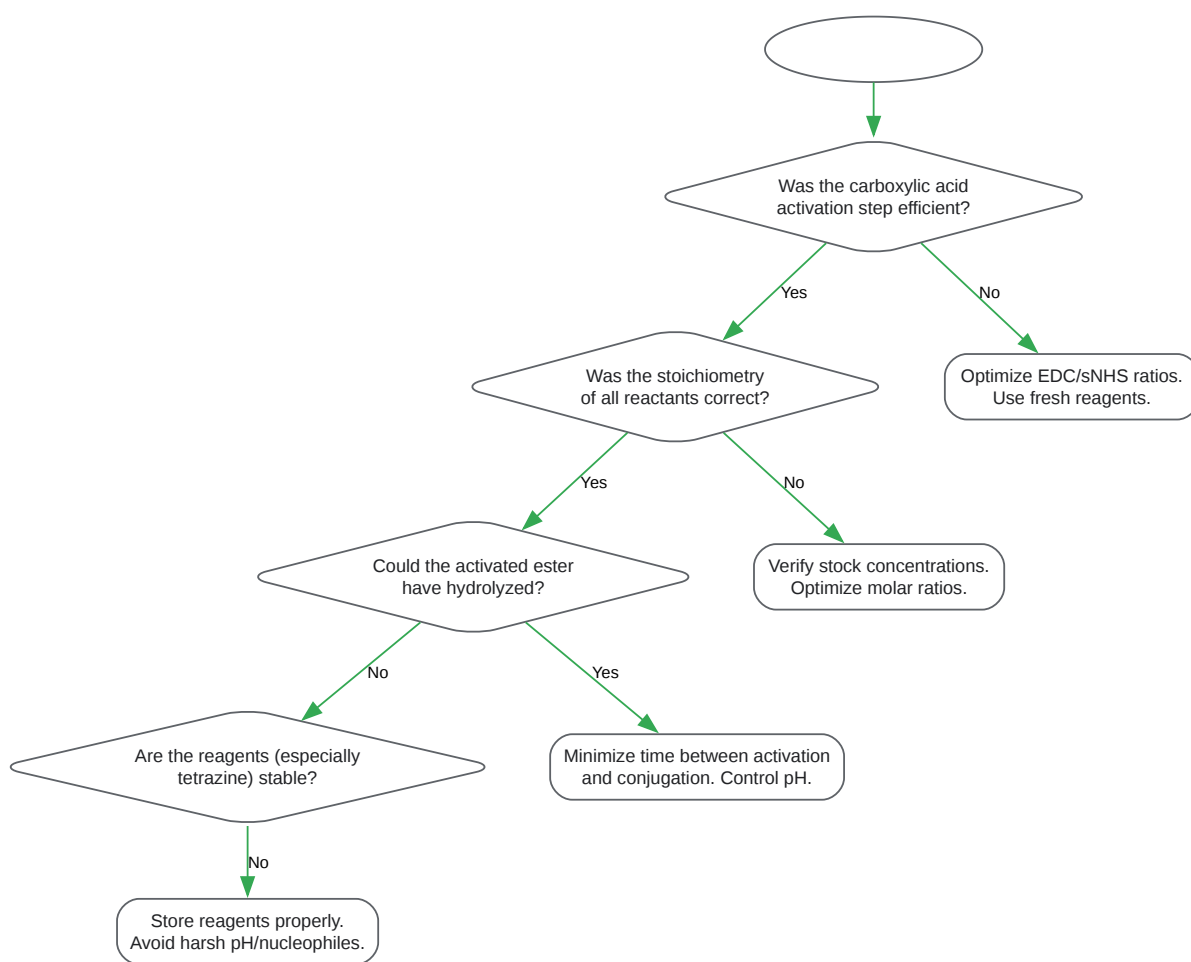 Was the carboxylic acid
activation step efficient?
Yes
No
Was the stoichiometry
of all reactants correct?
Optimize EDC/sNHS ratios.
Use fresh reagents.
Yes
No
Could the activated ester
have hydrolyzed?
Verify stock concentrations.
Optimize molar ratios.
No
Yes
Are the reagents (especially
tetrazine) stable?
Minimize time between activation
and conjugation. Control pH.
No
Store reagents properly.
Avoid harsh pH/nucleophiles.